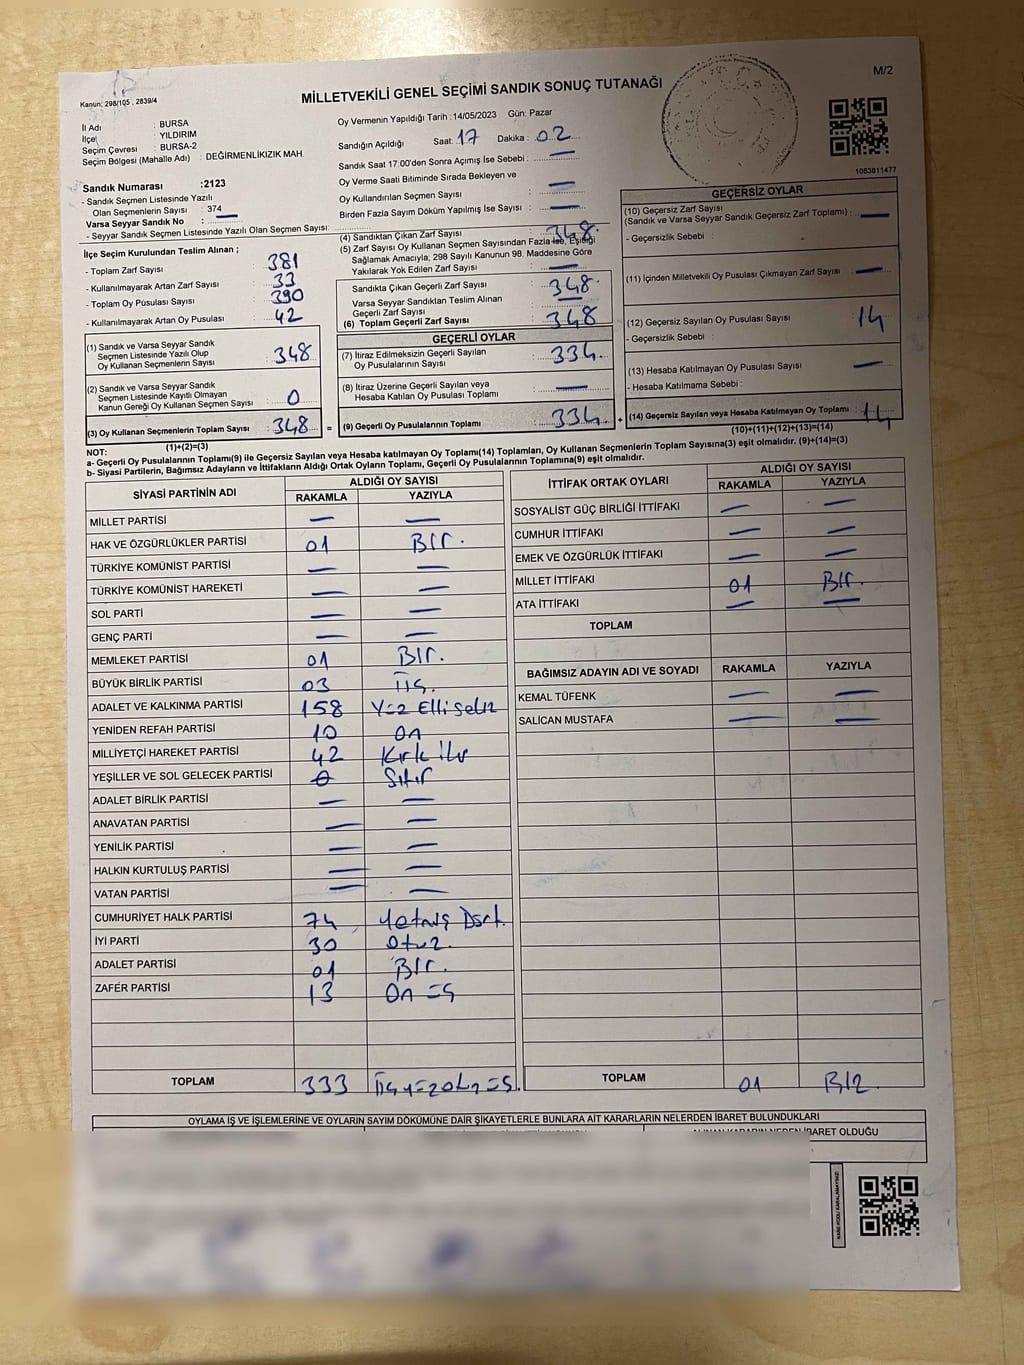 Kanun; 298/105 , 2839/4
MİLLETVEKİLİ GENEL SEÇİMİ SANDIK SONUÇ TUTANAĞI
M/2
İl Adı : BURSA
İlçe : YILDIRIM
Seçim Çevresi : BURSA-2
Seçim Bölgesi (Mahalle Adı) : DEĞİRMENLİKIZIK MAH.
Oy Vermenin Yapıldığı Tarih : 14/05/2023 Gün: Pazar
Sandığın Açıldığı Saat: 17 Dakika : 02
Sandık Saat 17.00'den Sonra Açılmış İse Sebebi : —
Oy Verme Saati Bitiminde Sırada Bekleyen ve
Oy Kullandırılan Seçmen Sayısı : —
Birden Fazla Sayım Döküm Yapılmış İse Sayısı : —
1083811477
Sandık Numarası :2123
- Sandık Seçmen Listesinde Yazılı
Olan Seçmenlerin Sayısı : 374
Varsa Seyyar Sandık No : —
- Seyyar Sandık Seçmen Listesinde Yazılı Olan Seçmen Sayısı:
İlçe Seçim Kurulundan Teslim Alınan ;
- Toplam Zarf Sayısı : 381
- Kullanılmayarak Artan Zarf Sayısı : 33
- Toplam Oy Pusulası Sayısı : 390
- Kullanılmayarak Artan Oy Pusulası : 42
(4) Sandıktan Çıkan Zarf Sayısı : 348
(5) Zarf Sayısı Oy Kullanan Seçmen Sayısından Fazla İse, Eşitliği
Sağlamak Amacıyla; 298 Sayılı Kanunun 98. Maddesine Göre
Yakılarak Yok Edilen Zarf Sayısı : —
Sandıkta Çıkan Geçerli Zarf Sayısı : 348
Varsa Seyyar Sandıktan Teslim Alınan
Geçerli Zarf Sayısı : —
(6) Toplam Geçerli Zarf Sayısı : 348
GEÇERSİZ OYLAR
(10) Geçersiz Zarf Sayısı
(Sandık ve Varsa Seyyar Sandık Geçersiz Zarf Toplamı) : —
- Geçersizlik Sebebi :
(11) İçinden Milletvekili Oy Pusulası Çıkmayan Zarf Sayısı : —
(12) Geçersiz Sayılan Oy Pusulası Sayısı : 14
- Geçersizlik Sebebi :
(13) Hesaba Katılmayan Oy Pusulası Sayısı : —
- Hesaba Katılmama Sebebi :
(14) Geçersiz Sayılan veya Hesaba Katılmayan Oy Toplamı : 14
(10)+(11)+(12)+(13)=(14)
(1) Sandık ve Varsa Seyyar Sandık
Seçmen Listesinde Yazılı Olup
Oy Kullanan Seçmenlerin Sayısı : 348
(2) Sandık ve Varsa Seyyar Sandık
Seçmen Listesinde Kayıtlı Olmayan
Kanun Gereği Oy Kullanan Seçmen Sayısı : 0
(3) Oy Kullanan Seçmenlerin Toplam Sayısı : 348 =
(1)+(2)=(3)
GEÇERLİ OYLAR
(7) İtiraz Edilmeksizin Geçerli Sayılan
Oy Pusulalarının Sayısı : 334
(8) İtiraz Üzerine Geçerli Sayılan veya
Hesaba Katılan Oy Pusulası Toplamı : —
(9) Geçerli Oy Pusulalarının Toplamı : 334 +
NOT:
a- Geçerli Oy Pusulalarının Toplamı(9) ile Geçersiz Sayılan veya Hesaba katılmayan Oy Toplamı(14) Toplamları, Oy Kullanan Seçmenlerin Toplam Sayısına(3) eşit olmalıdır. (9)+(14)=(3)
b- Siyasi Partilerin, Bağımsız Adayların ve İttifakların Aldığı Ortak Oyların Toplamı, Geçerli Oy Pusulalarının Toplamına(9) eşit olmalıdır.
SİYASİ PARTİNİN ADI ALDIĞI OY SAYISI
RAKAMLA YAZIYLA
MİLLET PARTİSİ — —
HAK VE ÖZGÜRLÜKLER PARTİSİ 01 BIr.
TÜRKİYE KOMÜNİST PARTİSİ — —
TÜRKİYE KOMÜNİST HAREKETİ — —
SOL PARTİ — —
GENÇ PARTİ — —
MEMLEKET PARTİSİ 01 BIr.
BÜYÜK BİRLİK PARTİSİ 03 Üç.
ADALET VE KALKINMA PARTİSİ 158 Yüz Elli Sekiz
YENİDEN REFAH PARTİSİ 10 On
MİLLİYETÇİ HAREKET PARTİSİ 42 Kırk iki
YEŞİLLER VE SOL GELECEK PARTİSİ 0 Sıfır
ADALET BİRLİK PARTİSİ — —
ANAVATAN PARTİSİ — —
YENİLİK PARTİSİ — —
HALKIN KURTULUŞ PARTİSİ — —
VATAN PARTİSİ — —
CUMHURİYET HALK PARTİSİ 74 Yetmiş Dört.
İYİ PARTİ 30 Otuz.
ADALET PARTİSİ 01 BIr.
ZAFER PARTİSİ 13 On üç
TOPLAM 333 Üçyüzotuzüç.
İTTİFAK ORTAK OYLARI ALDIĞI OY SAYISI
RAKAMLA YAZIYLA
SOSYALİST GÜÇ BİRLİĞİ İTTİFAKI — —
CUMHUR İTTİFAKI — —
EMEK VE ÖZGÜRLÜK İTTİFAKI — —
MİLLET İTTİFAKI 01 BIr.
ATA İTTİFAKI — —
TOPLAM
BAĞIMSIZ ADAYIN ADI VE SOYADI RAKAMLA YAZIYLA
KEMAL TÜFENK — —
SALİCAN MUSTAFA — —
TOPLAM 01 BIr.
OYLAMA İŞ VE İŞLEMLERİNE VE OYLARIN SAYIM DÖKÜMÜNE DAİR ŞİKAYETLERLE BUNLARA AİT KARARLARIN NELERDEN İBARET BULUNDUKLARI
ALINAN KARARIN NEDEN İBARET OLDUĞU
KARE KODU KARALAMAYINIZ!